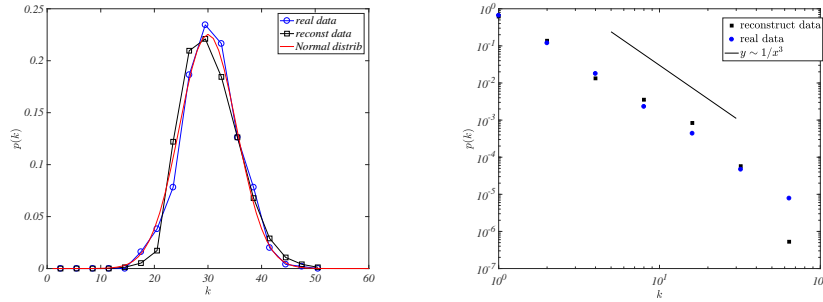 0.25
0.2
0.15
0.1
0.05
0
0 10 20 30 40 50 60
p(k)
k
real data
reconst data
Normal distrib
10^0
10^-1
10^-2
10^-3
10^-4
10^-5
10^-6
10^-7
10^0 10^1 10
p(k)
k
reconstruct data
real data
y ∼ 1/x^3